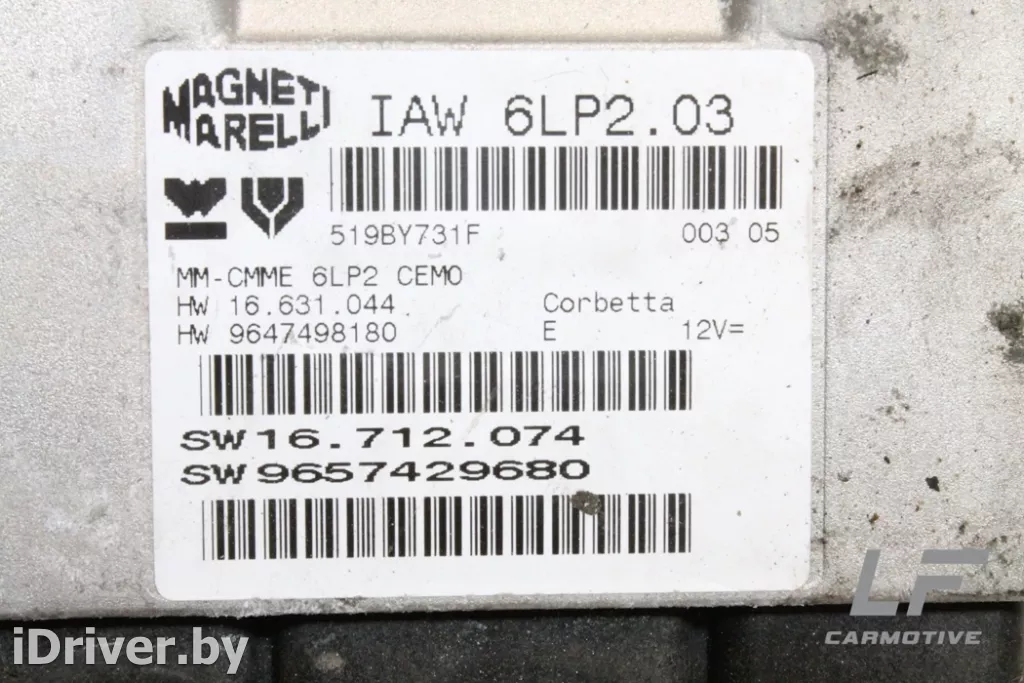 MAGNETI
MARELLI
IAW 6LP2.03
519BY731F 003 05
MM-CMME 6LP2 CEMO
HW 16.631.044 Corbetta
HW 9647498180 E 12V=
SW16.712.074
SW9657429680
LF
CARMOTIVE
iDriver.by